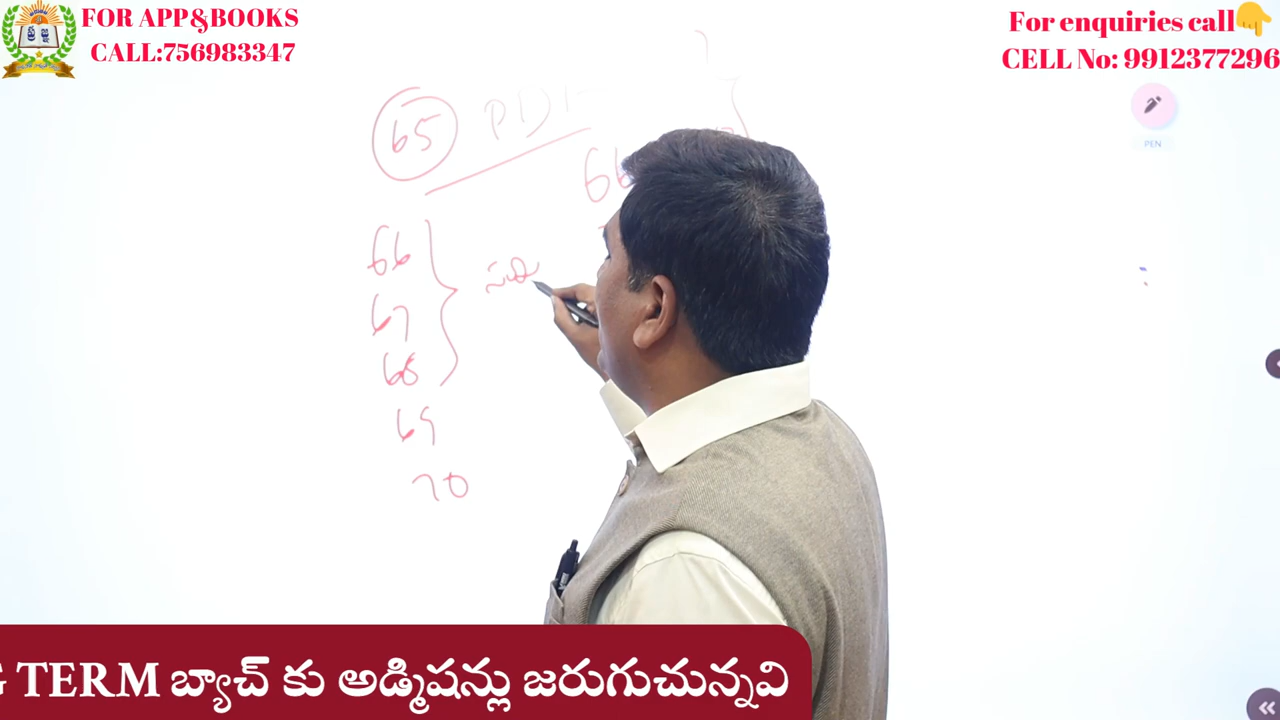 FOR APP&BOOKS
CALL:756983347
For enquiries call👇
CELL No: 9912377296
65
66
66
67
68
69
70
PEN
TERM బ్యాచ్ కు అడ్మిషన్లు జరుగుచున్నవి